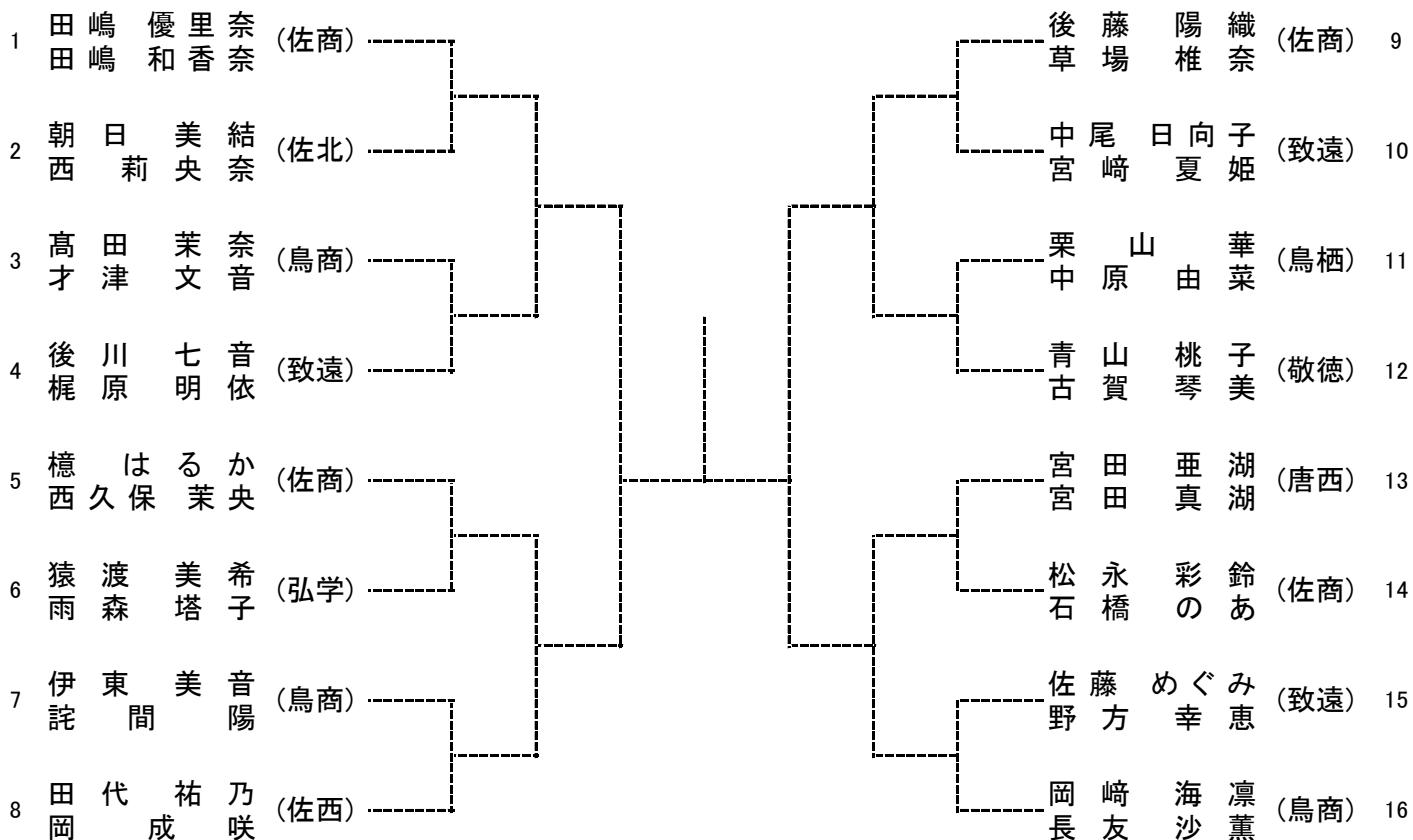 1 田嶋 優里奈 (佐商)
田嶋 和香奈
2 朝日 美結 (佐北)
西 莉央奈
3 髙田 茉奈 (鳥商)
才津 文音
4 後川 七音 (致遠)
梶原 明依
5 檍 はるか (佐商)
西久保 茉央
6 猿渡 美希 (弘学)
雨森 塔子
7 伊東 美音 (鳥商)
詫間 陽
8 田代 祐乃 (佐西)
岡 成咲
後藤 陽織 (佐商) 9
草場 椎奈
中尾 日向子 (致遠) 10
宮﨑 夏姫
栗山 華 (鳥栖) 11
中原 由菜
青山 桃子 (敬徳) 12
古賀 琴美
宮田 亜湖 (唐西) 13
宮田 真湖
松永 彩鈴 (佐商) 14
石橋 のあ
佐藤 めぐみ (致遠) 15
野方 幸恵
岡﨑 海凛 (鳥商) 16
長友 沙薫